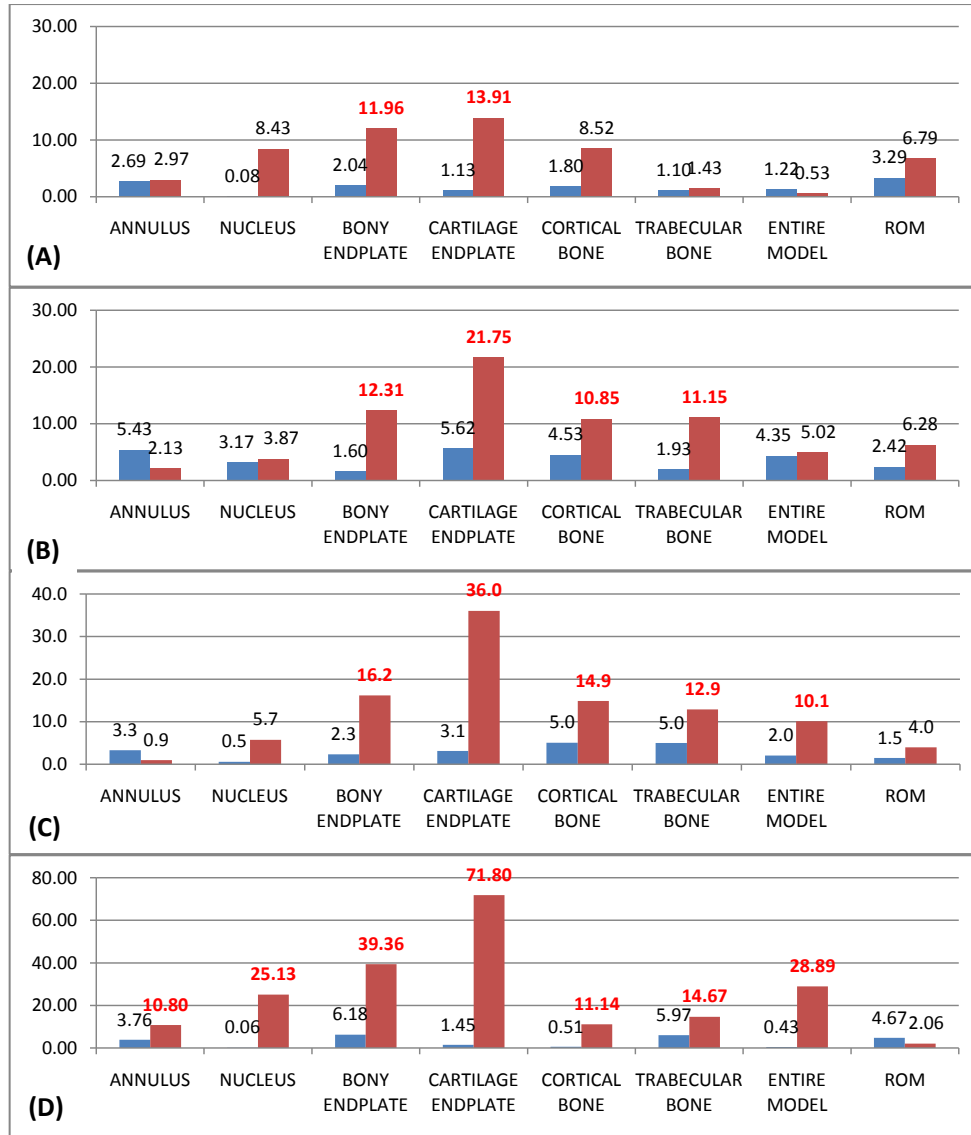 30.00
20.00
10.00
0.00
2.69 2.97 0.08 8.43 2.04 11.96 1.13 13.91 1.80 8.52 1.10 1.43 1.22 0.53 3.29 6.79
ANNULUS NUCLEUS BONY ENDPLATE CARTILAGE ENDPLATE CORTICAL BONE TRABECULAR BONE ENTIRE MODEL ROM
(A)
30.00
20.00
10.00
0.00
5.43 2.13 3.17 3.87 1.60 12.31 5.62 21.75 4.53 10.85 1.93 11.15 4.35 5.02 2.42 6.28
ANNULUS NUCLEUS BONY ENDPLATE CARTILAGE ENDPLATE CORTICAL BONE TRABECULAR BONE ENTIRE MODEL ROM
(B)
40.0
30.0
20.0
10.0
0.0
3.3 0.9 0.5 5.7 2.3 16.2 3.1 36.0 5.0 14.9 5.0 12.9 2.0 10.1 1.5 4.0
ANNULUS NUCLEUS BONY ENDPLATE CARTILAGE ENDPLATE CORTICAL BONE TRABECULAR BONE ENTIRE MODEL ROM
(C)
80.00
60.00
40.00
20.00
0.00
3.76 10.80 0.06 25.13 6.18 39.36 1.45 71.80 0.51 11.14 5.97 14.67 0.43 28.89 4.67 2.06
ANNULUS NUCLEUS BONY ENDPLATE CARTILAGE ENDPLATE CORTICAL BONE TRABECULAR BONE ENTIRE MODEL ROM
(D)